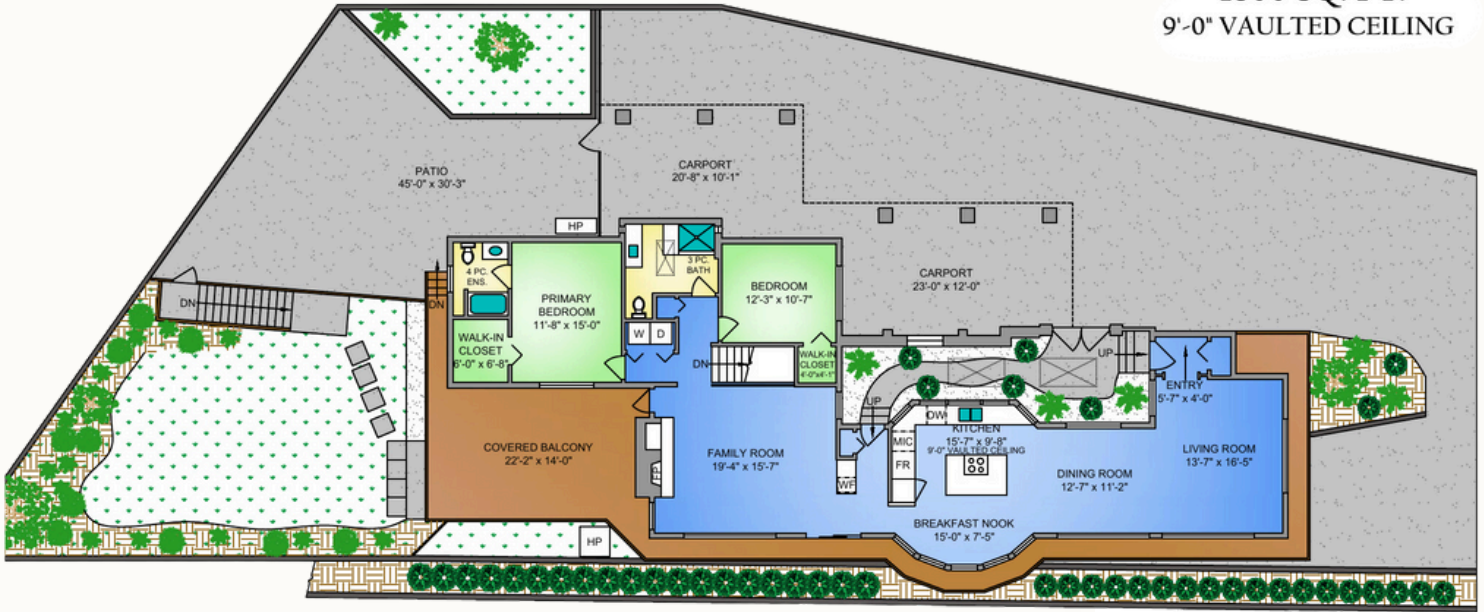 9'-0" VAULTED CEILING
PATIO
45'-0" x 30'-3"
CARPORT
20'-8" x 10'-1"
HP
4 PC.
ENS.
3 PC.
BATH
PRIMARY
BEDROOM
11'-8" x 15'-0"
BEDROOM
12'-3" x 10'-7"
CARPORT
23'-0" x 12'-0"
DN
DN
W D
WALK-IN
CLOSET
6'-0" x 6'-8"
DN
WALK-IN
CLOSET
4'-0"x4'-1"
UP
ENTRY
5'-7" x 4'-0"
UP
DW
KITCHEN
15'-7" x 9'-8"
9'-0" VAULTED CEILING
MIC
FR
COVERED BALCONY
22'-2" x 14'-0"
FP
FAMILY ROOM
19'-4" x 15'-7"
WF
DINING ROOM
12'-7" x 11'-2"
LIVING ROOM
13'-7" x 16'-5"
BREAKFAST NOOK
15'-0" x 7'-5"
HP